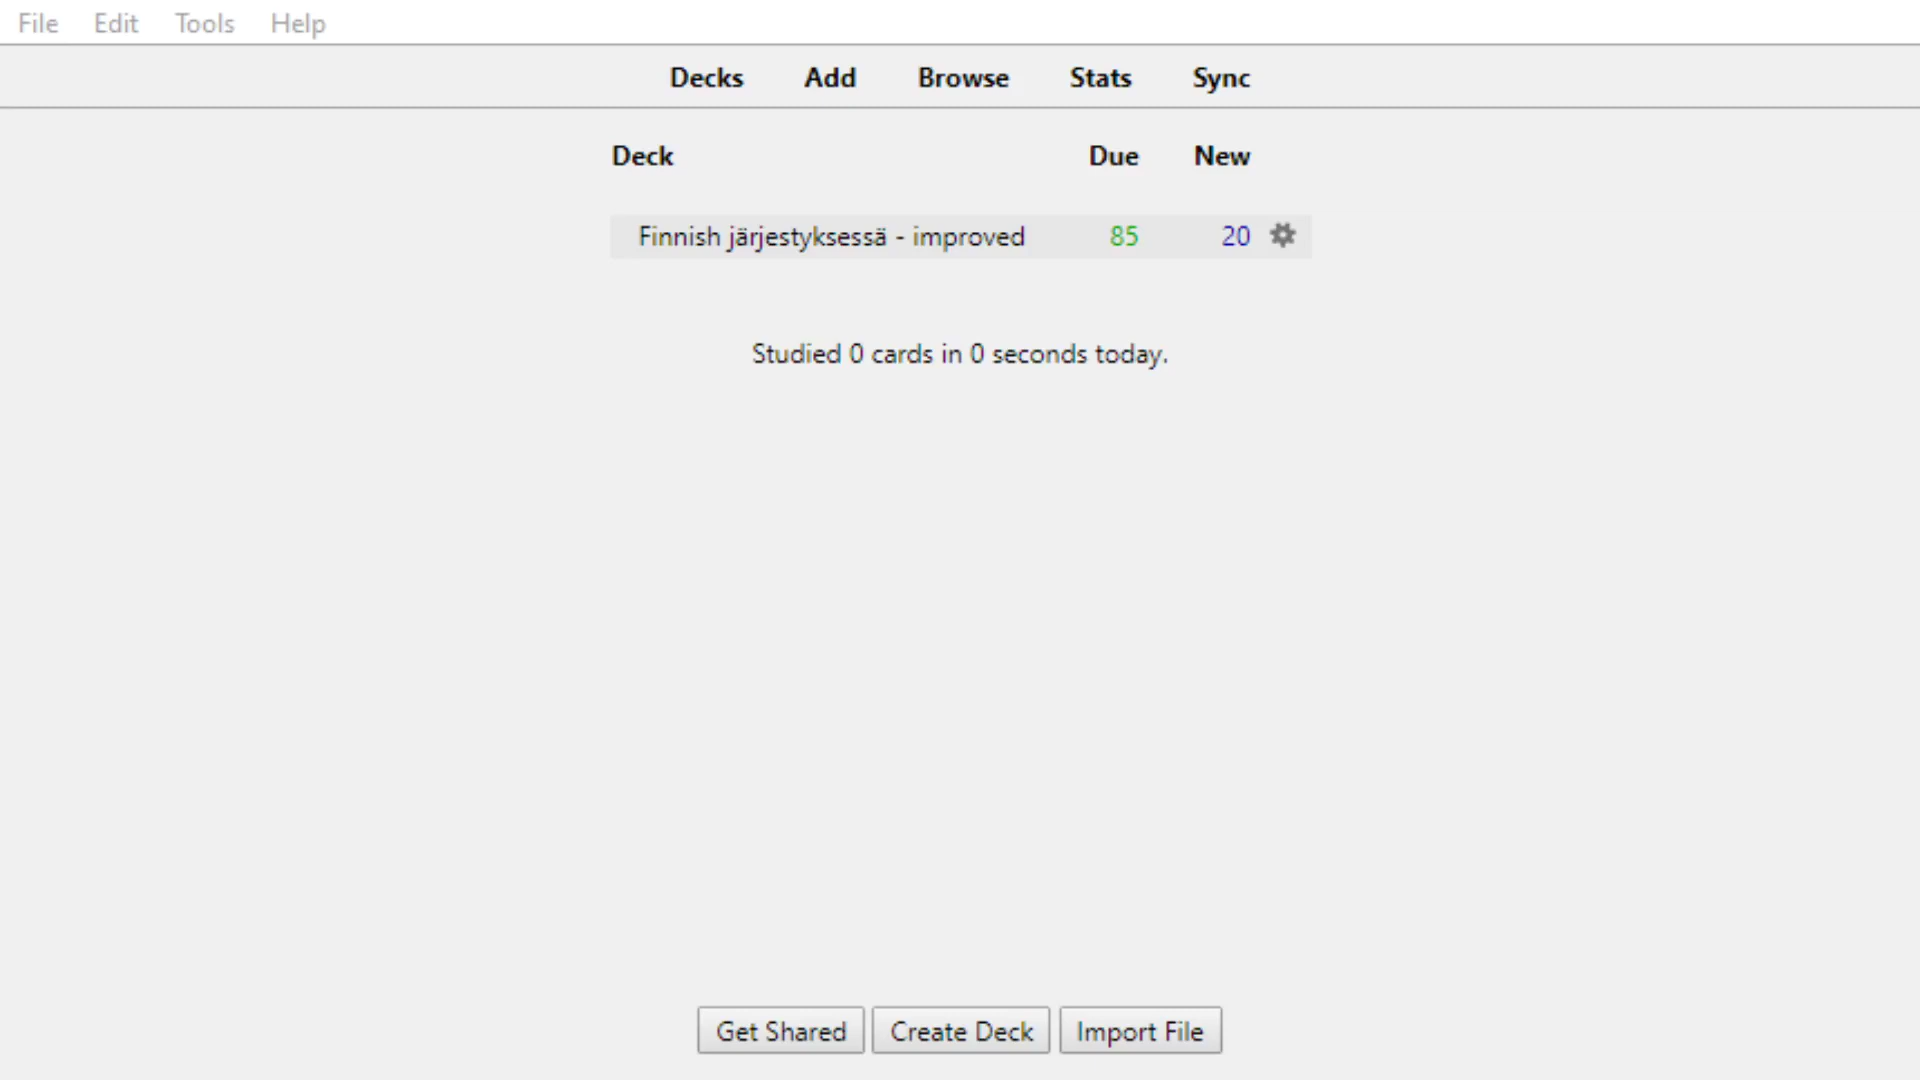 File Edit Tools Help
Decks Add Browse Stats Sync
Deck Due New
Finnish järjestyksessä - improved 85 20
Studied 0 cards in 0 seconds today.
Get Shared Create Deck Import File